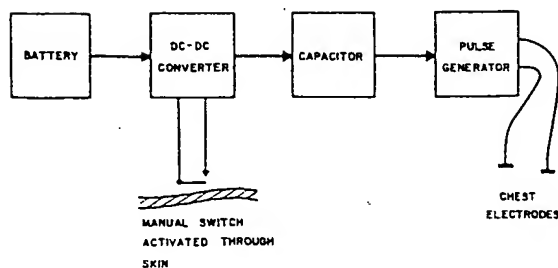 BATTERY
DC-DC
CONVERTER
CAPACITOR
PULSE
GENERATOR
MANUAL SWITCH
ACTIVATED THROUGH
SKIN
CHEST
ELECTRODES